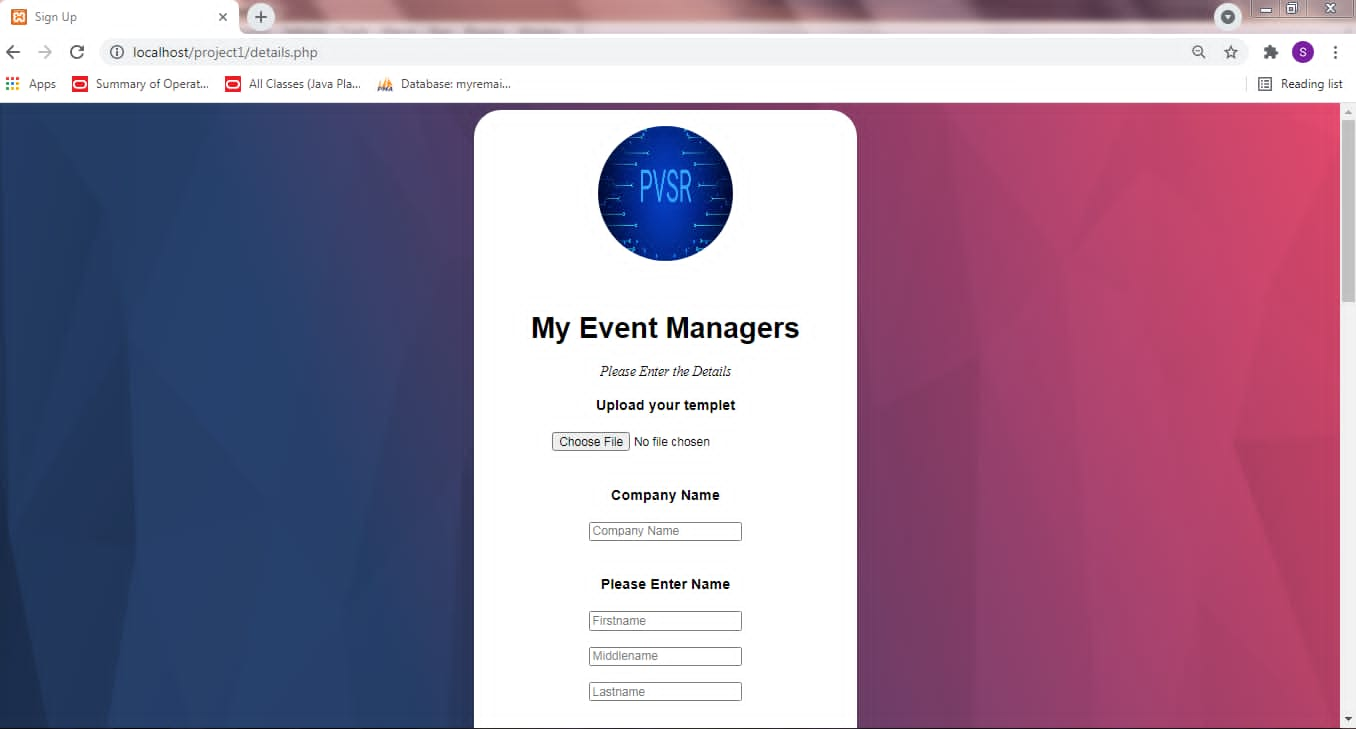 Sign Up
localhost/project1/details.php
S
Apps
Summary of Operat...
All Classes (Java Pla...
Database: myremai...
Reading list
PVSR
My Event Managers
Please Enter the Details
Upload your templet
Choose File No file chosen
Company Name
Company Name
Please Enter Name
Firstname
Middlename
Lastname